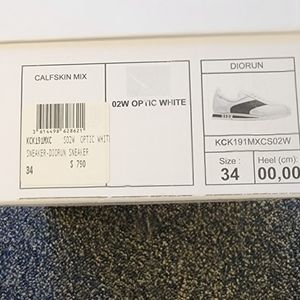 CALFSKIN MIX
02W OPTIC WHITE
DIORUN
3 614498 628621
KCK191MXC S02W OPTIC WHIT
SNEAKER-DIORUN SNEAKER
34 $ 790
KCK191MXCS02W
Size : Heel (cm):
34 00,00